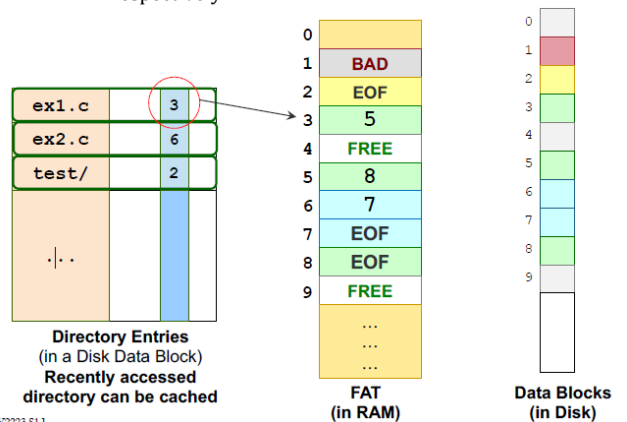 0
1 BAD
2 EOF
3 5
4 FREE
5 8
6 7
7 EOF
8 EOF
9 FREE
...
...
...
FAT
(in RAM)
ex1.c 3
ex2.c 6
test/ 2
...
Directory Entries
(in a Disk Data Block)
Recently accessed
directory can be cached
0
1
2
3
4
5
6
7
8
9
Data Blocks
(in Disk)